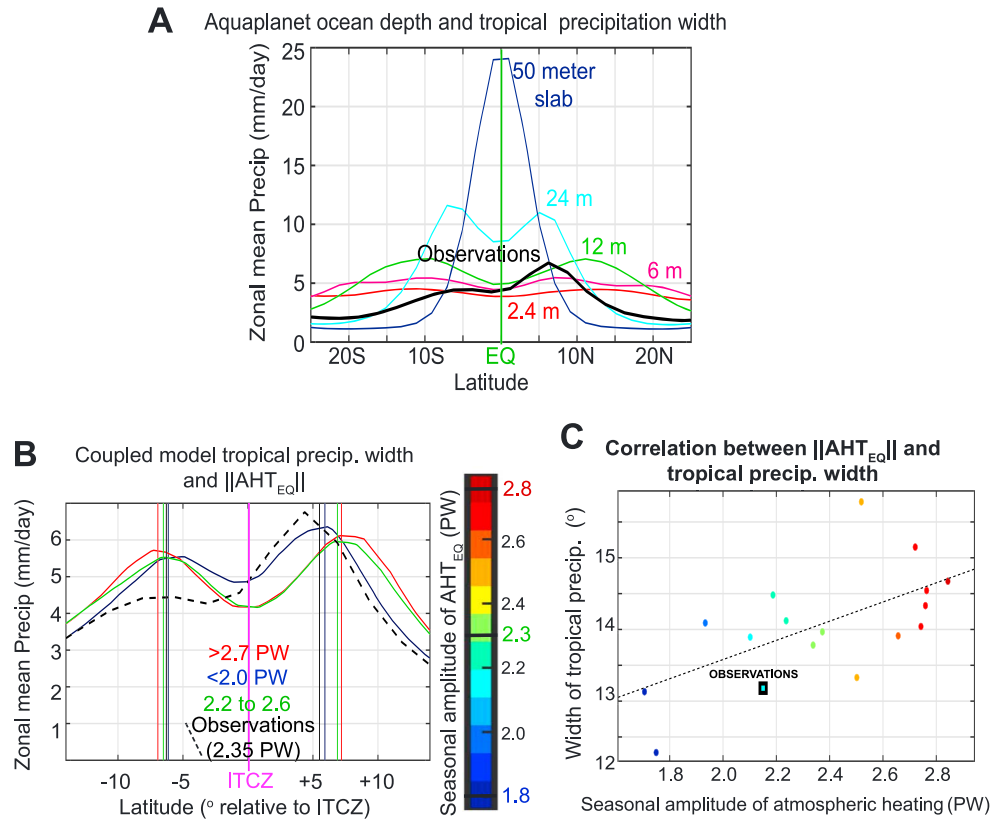 A
Aquaplanet ocean depth and tropical precipitation width
Zonal mean Precip (mm/day)
25
20
15
10
5
0
50 meter
slab
24 m
12 m
Observations
6 m
2.4 m
20S
10S
EQ
10N
20N
Latitude
B
Coupled model tropical precip. width
and ||AHTEQ||
Zonal mean Precip (mm/day)
6
5
4
3
2
1
>2.7 PW
<2.0 PW
2.2 to 2.6
Observations
(2.35 PW)
-10
-5
ITCZ
+5
+10
Latitude (o relative to ITCZ)
Seasonal amplitude of AHTEQ (PW)
2.8
2.6
2.4
2.3
2.2
2.0
1.8
C
Correlation between ||AHTEQ|| and
tropical precip. width
Width of tropical precip. (o)
15
14
13
12
OBSERVATIONS
1.8
2.0
2.2
2.4
2.6
2.8
Seasonal amplitude of atmospheric heating (PW)